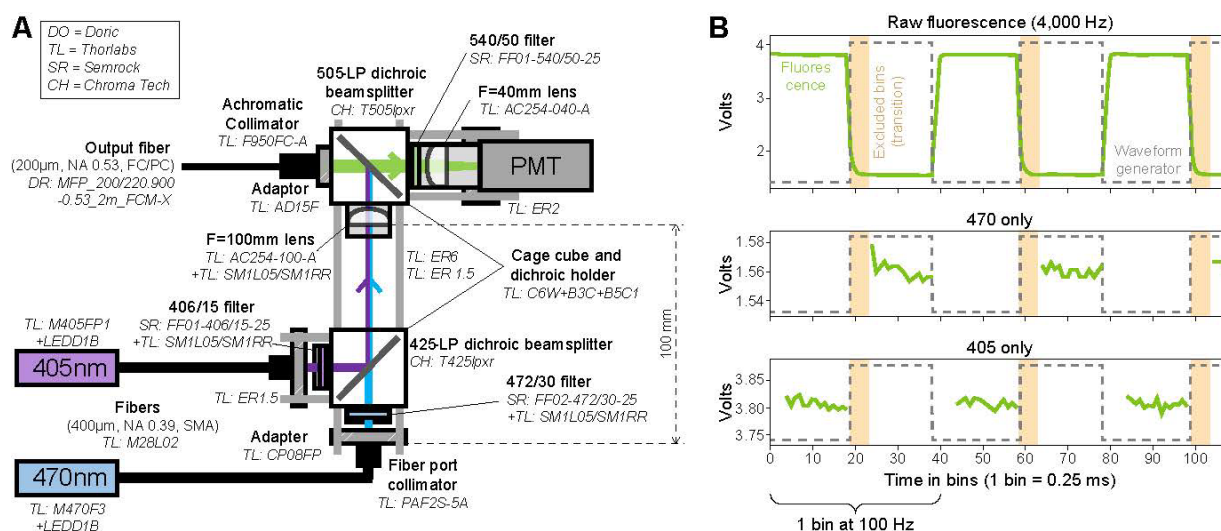 A
DO = Doric
TL = Thorlabs
SR = Semrock
CH = Chroma Tech
540/50 filter
SR: FF01-540/50-25
505-LP dichroic
beamsplitter
CH: T505lpxr
F=40mm lens
TL: AC254-040-A
Achromatic
Collimator
TL: F950FC-A
Output fiber
(200µm, NA 0.53, FC/PC)
DR: MFP_200/220.900
-0.53_2m_FCM-X
PMT
Adaptor
TL: AD15F
TL: ER2
F=100mm lens
TL: AC254-100-A
+TL: SM1L05/SM1RR
TL: ER6
TL: ER 1.5
Cage cube and
dichroic holder
TL: C6W+B3C+B5C1
100 mm
406/15 filter
SR: FF01-406/15-25
+TL: SM1L05/SM1RR
TL: M405FP1
+LEDD1B
405nm
425-LP dichroic beamsplitter
CH: T425lpxr
TL: ER1.5
472/30 filter
SR: FF02-472/30-25
+TL: SM1L05/SM1RR
Fibers
(400µm, NA 0.39, SMA)
TL: M28L02
Adapter
TL: CP08FP
470nm
TL: M470F3
+LEDD1B
Fiber port
collimator
TL: PAF2S-5A
B
Raw fluorescence (4,000 Hz)
Volts
4
3
2
Fluores
cence
Excluded bins
(transition)
Waveform
generator
470 only
Volts
1.58
1.56
1.54
405 only
Volts
3.85
3.80
3.75
0
20
40
60
80
100
Time in bins (1 bin = 0.25 ms)
1 bin at 100 Hz